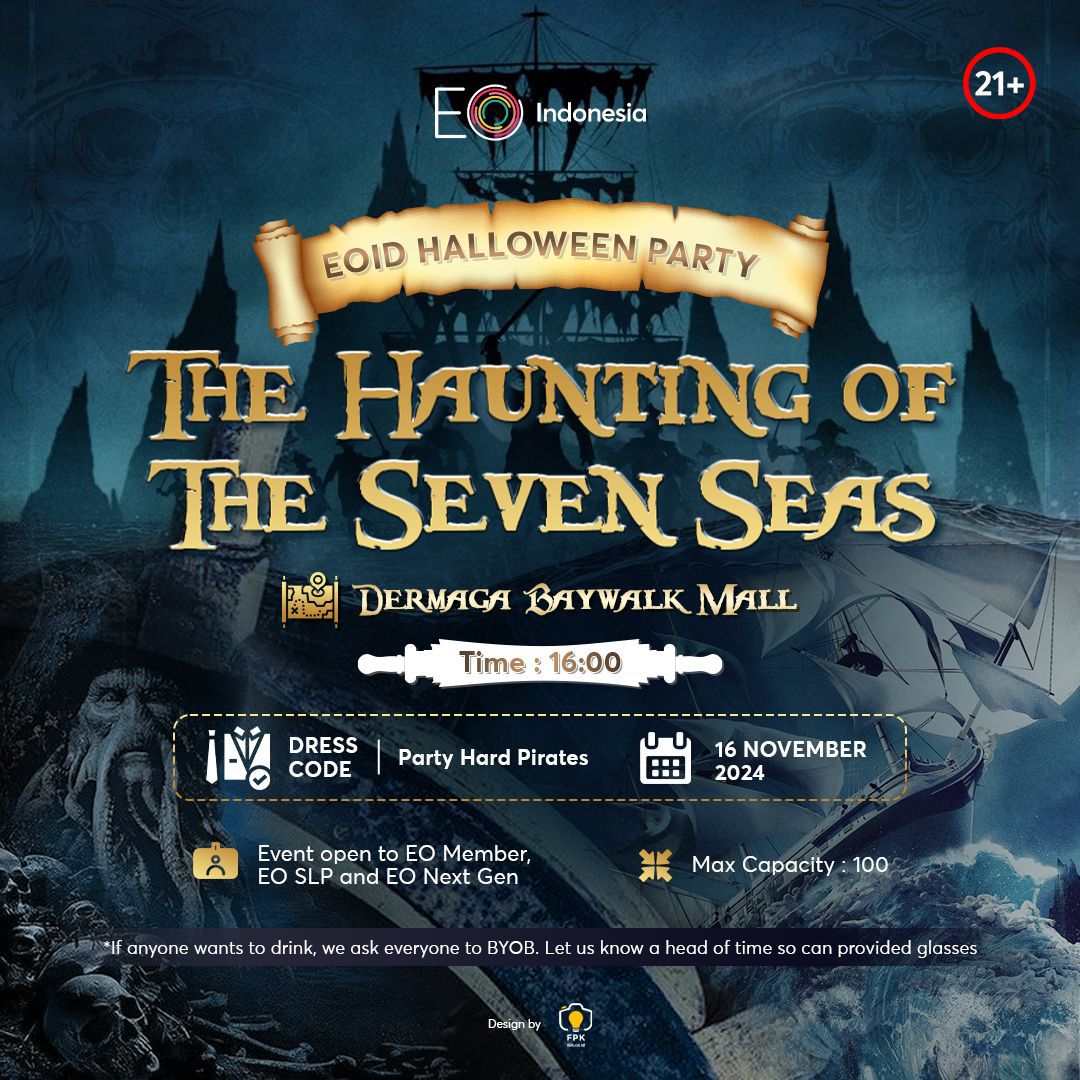 EO Indonesia
21+
EOID HALLOWEEN PARTY
THE HAUNTING OF
THE SEVEN SEAS
DERMAGA BAYWALK MALL
Time : 16:00
DRESS
CODE
Party Hard Pirates
16 NOVEMBER
2024
Event open to EO Member,
EO SLP and EO Next Gen
Max Capacity : 100
*If anyone wants to drink, we ask everyone to BYOB. Let us know a head of time so can provided glasses
Design by
FPK
fpk.co.id